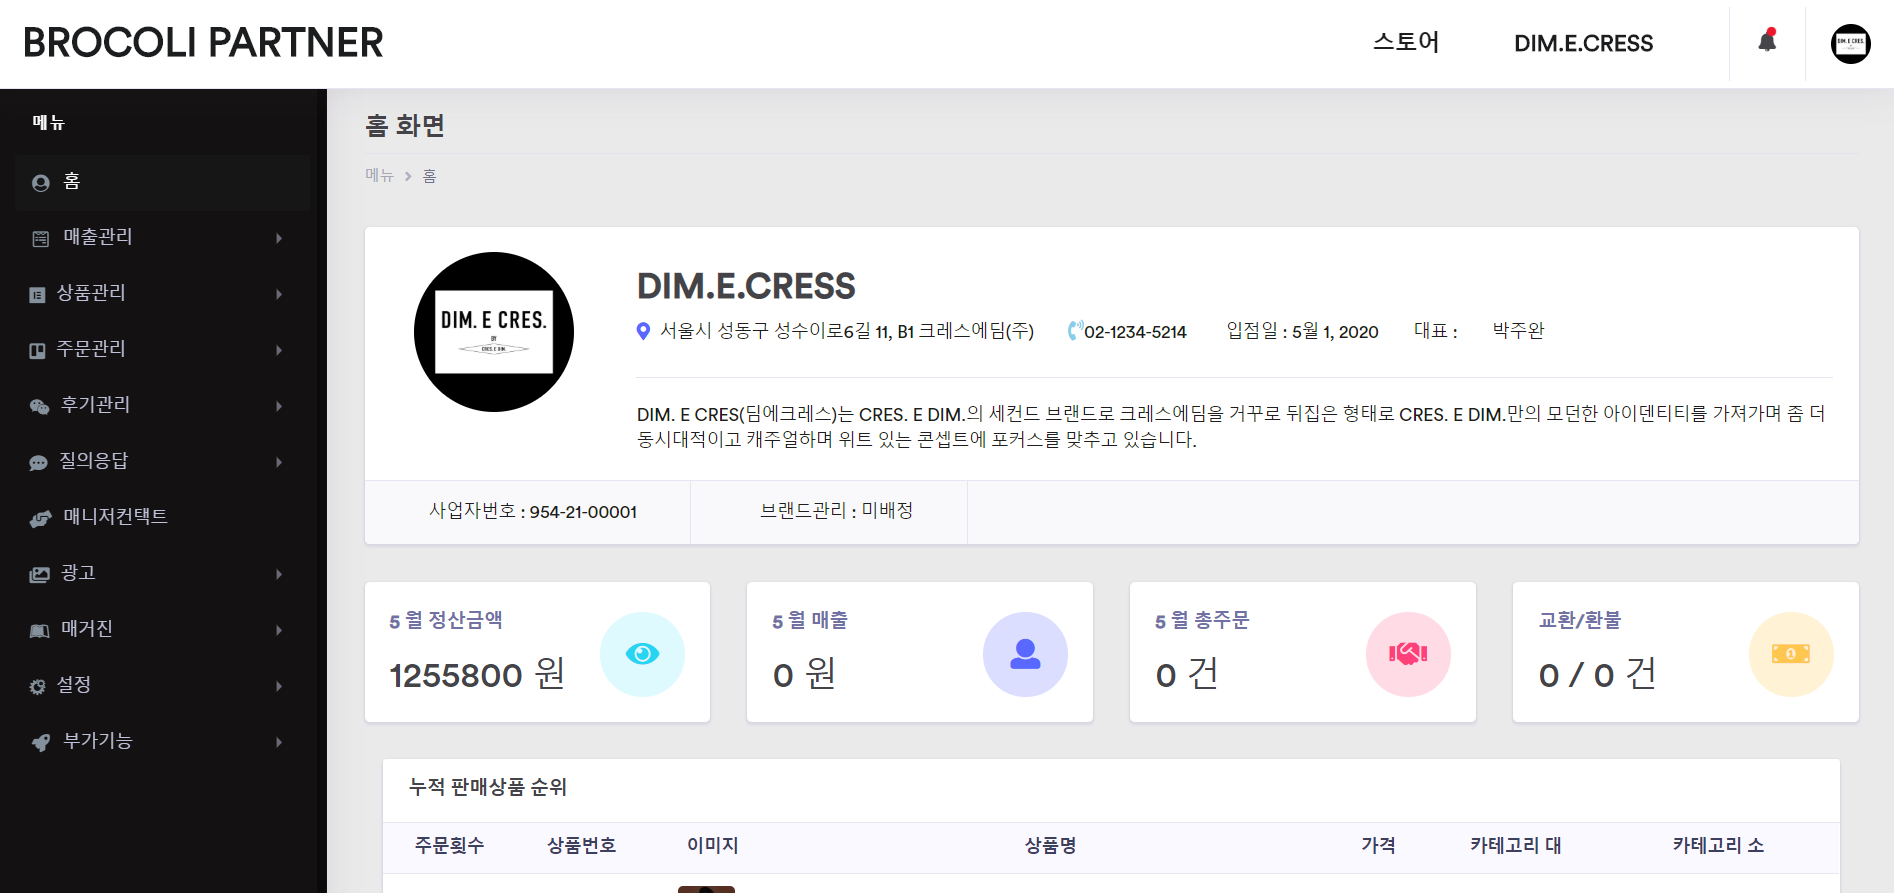 BROCOLI PARTNER
스토어
DIM.E.CRESS
DIM. E CRES.
메뉴
홈
매출관리
상품관리
주문관리
후기관리
질의응답
매니저컨택트
광고
매거진
설정
부가기능
홈 화면
메뉴 > 홈
DIM. E CRES.
BY
CRES. E DIM.
DIM.E.CRESS
서울시 성동구 성수이로6길 11, B1 크레스에딤(주) 02-1234-5214 입점일 : 5월 1, 2020 대표 : 박주완
DIM. E CRES(딤에크레스)는 CRES. E DIM.의 세컨드 브랜드로 크레스에딤을 거꾸로 뒤집은 형태로 CRES. E DIM.만의 모던한 아이덴티티를 가져가며 좀 더
동시대적이고 캐주얼하며 위트 있는 콘셉트에 포커스를 맞추고 있습니다.
사업자번호 : 954-21-00001
브랜드관리 : 미배정
5 월 정산금액
1255800 원
5 월 매출
0 원
5 월 총주문
0 건
교환/환불
0 / 0 건
누적 판매상품 순위
주문횟수 상품번호 이미지 상품명 가격 카테고리 대 카테고리 소